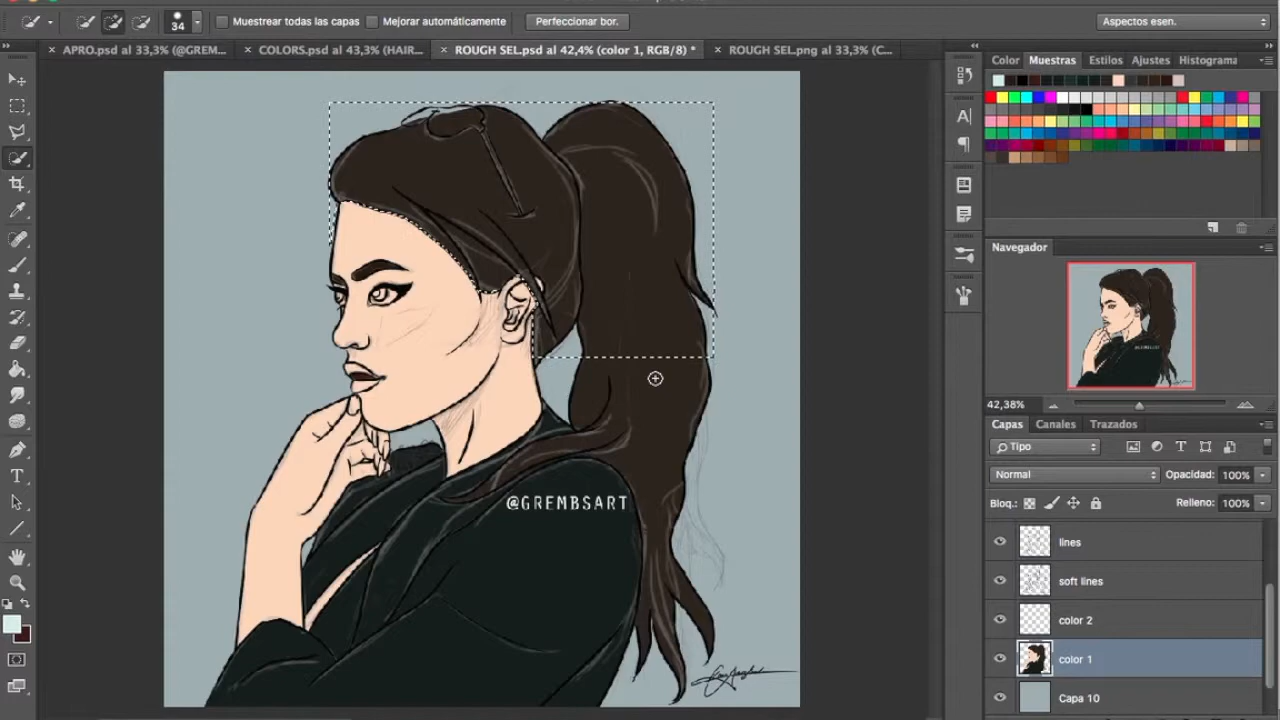 34 Muestrear todas las capas Mejorar automáticamente Perfeccionar bor. Aspectos esen.
APRO.psd al 33,3% (@GREM... COLORS.psd al 43,3% (HAIR... ROUGH SEL.psd al 42,4% (color 1, RGB/8) * ROUGH SEL.png al 33,3% (C...
Color Muestras Estilos Ajustes Histograma
Navegador
42,38%
Capas Canales Trazados
Tipo
Normal Opacidad: 100%
Bloq.: Relleno: 100%
lines
soft lines
color 2
color 1
Capa 10
@GREMBSART